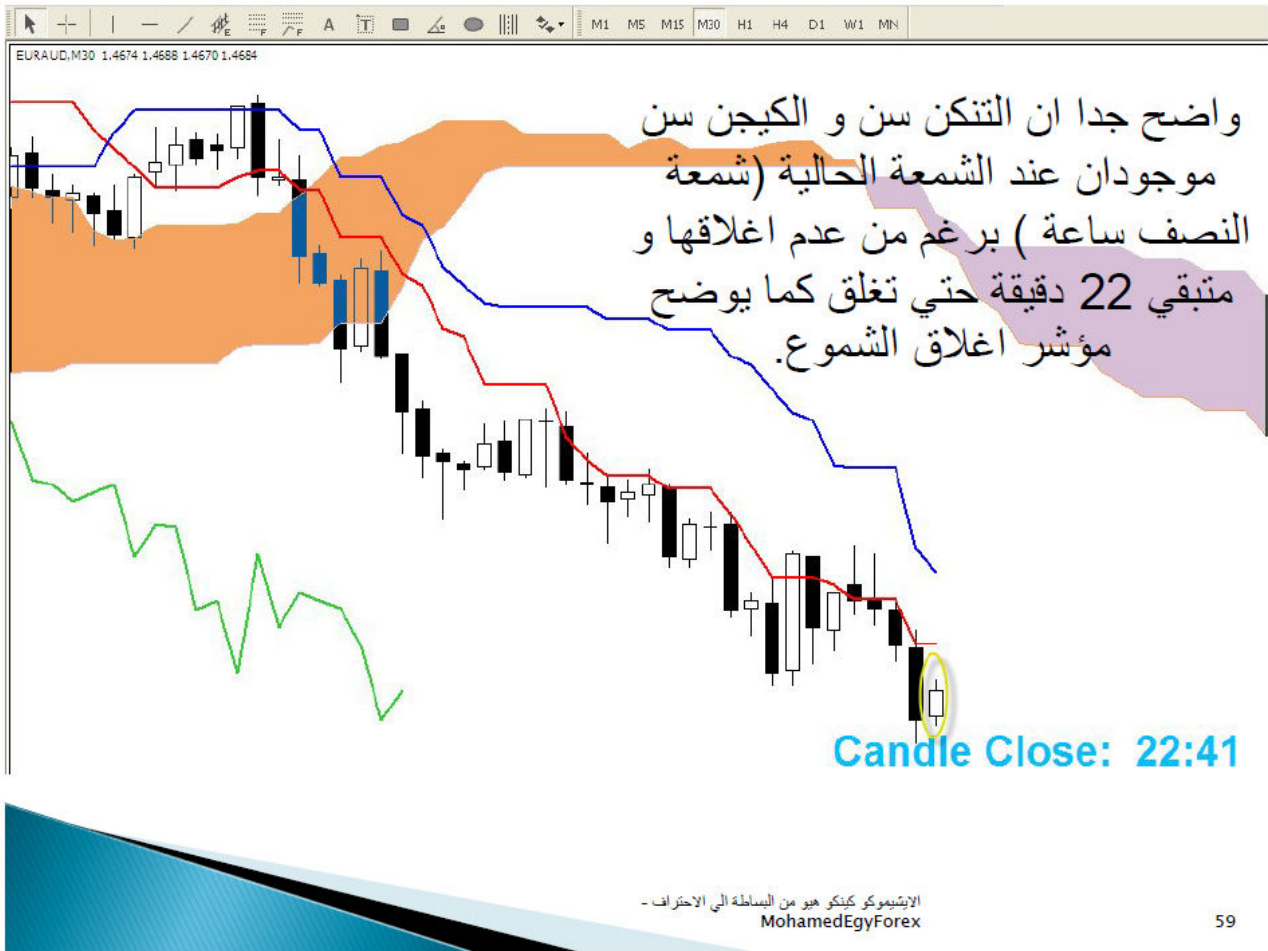 A T M1 M5 M15 M30 H1 H4 D1 W1 MN
EURAUD,M30 1.4674 1.4688 1.4670 1.4684
واضح جدا ان التنكن سن و الكيجن سن
موجودان عند الشمعة الحالية (شمعة
النصف ساعة ) برغم من عدم اغلاقها و
متبقي 22 دقيقة حتي تغلق كما يوضح
مؤشر اغلاق الشموع.
Candle Close: 22:41
الايشيموكو كينكو هيو من البساطة الي الاحتراف -
MohamedEgyForex
59